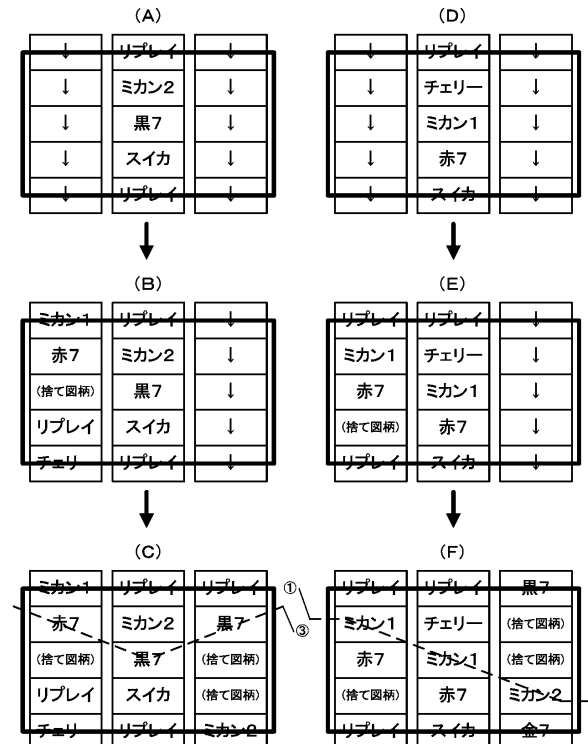 (A)
↓ リプレイ ↓
↓ ミカン2 ↓
↓ 黒7 ↓
↓ スイカ ↓
↓ リプレイ ↓
(B)
ミカン1 リプレイ ↓
赤7 ミカン2 ↓
(捨て図柄) 黒7 ↓
リプレイ スイカ ↓
チェリー リプレイ ↓
(C)
ミカン1 リプレイ リプレイ
赤7 ミカン2 黒7
③
(捨て図柄) 黒7 (捨て図柄)
リプレイ スイカ (捨て図柄)
チェリー リプレイ ミカン2
(D)
↓ リプレイ ↓
↓ チェリー ↓
↓ ミカン1 ↓
↓ 赤7 ↓
↓ スイカ ↓
(E)
リプレイ リプレイ ↓
ミカン1 チェリー ↓
赤7 ミカン1 ↓
(捨て図柄) 赤7 ↓
リプレイ スイカ ↓
(F)
①
リプレイ リプレイ 黒7
ミカン1 チェリー (捨て図柄)
赤7 ミカン1 (捨て図柄)
(捨て図柄) 赤7 ミカン2
リプレイ スイカ 金7